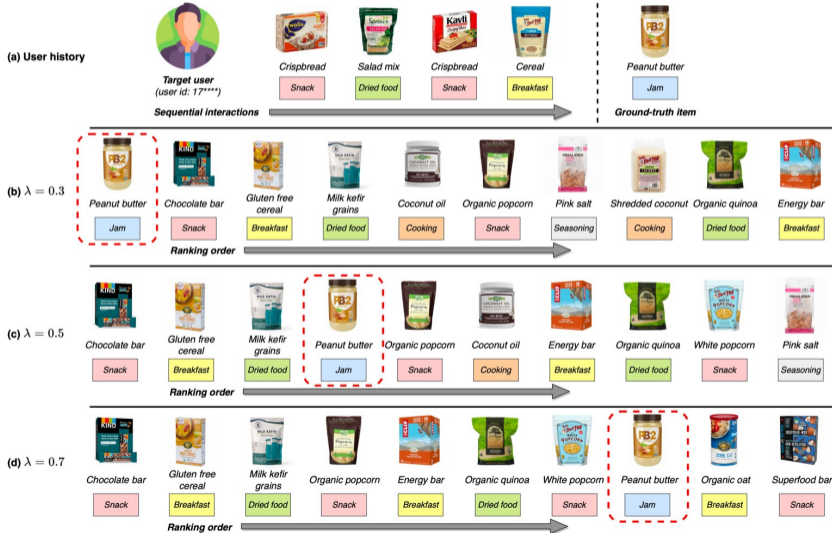 Crispbread Salad mix Crispbread Cereal Peanut butter
(a) User history
Target user
(user id: 17****)
Snack Dried food Snack Breakfast Jam
Sequential interactions Ground-truth item
KIND
PB2
(b) λ = 0.3
Peanut butter Chocolate bar Gluten free cereal Milk kefir grains Coconut oil Organic popcorn Pink salt Shredded coconut Organic quinoa Energy bar
Jam Snack Breakfast Dried food Cooking Snack Seasoning Cooking Dried food Breakfast
Ranking order
(c) λ = 0.5
Chocolate bar Gluten free cereal Milk kefir grains Peanut butter Organic popcorn Coconut oil Energy bar Organic quinoa White popcorn Pink salt
Snack Breakfast Dried food Jam Snack Cooking Breakfast Dried food Snack Seasoning
Ranking order
(d) λ = 0.7
Chocolate bar Gluten free cereal Milk kefir grains Organic popcorn Energy bar Organic quinoa White popcorn Peanut butter Organic oat Superfood bar
Snack Breakfast Dried food Snack Breakfast Dried food Snack Jam Breakfast Snack
Ranking order